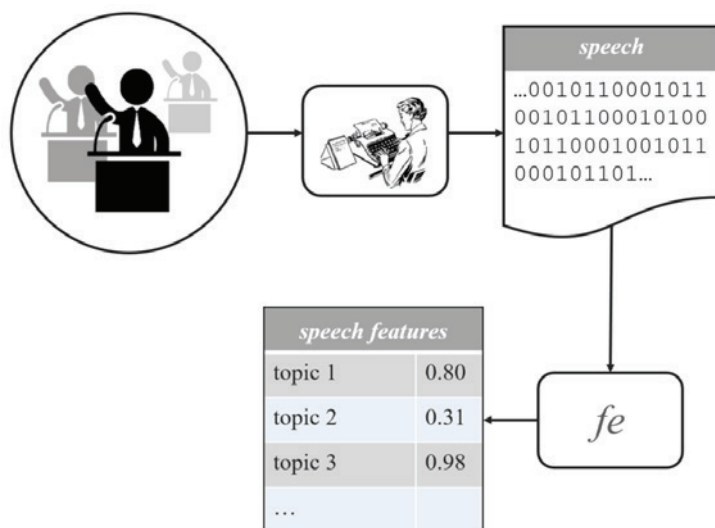 speech
...0010110001011
00101100010100
10110001001011
000101101...
fe
speech features
topic 1 0.80
topic 2 0.31
topic 3 0.98
...